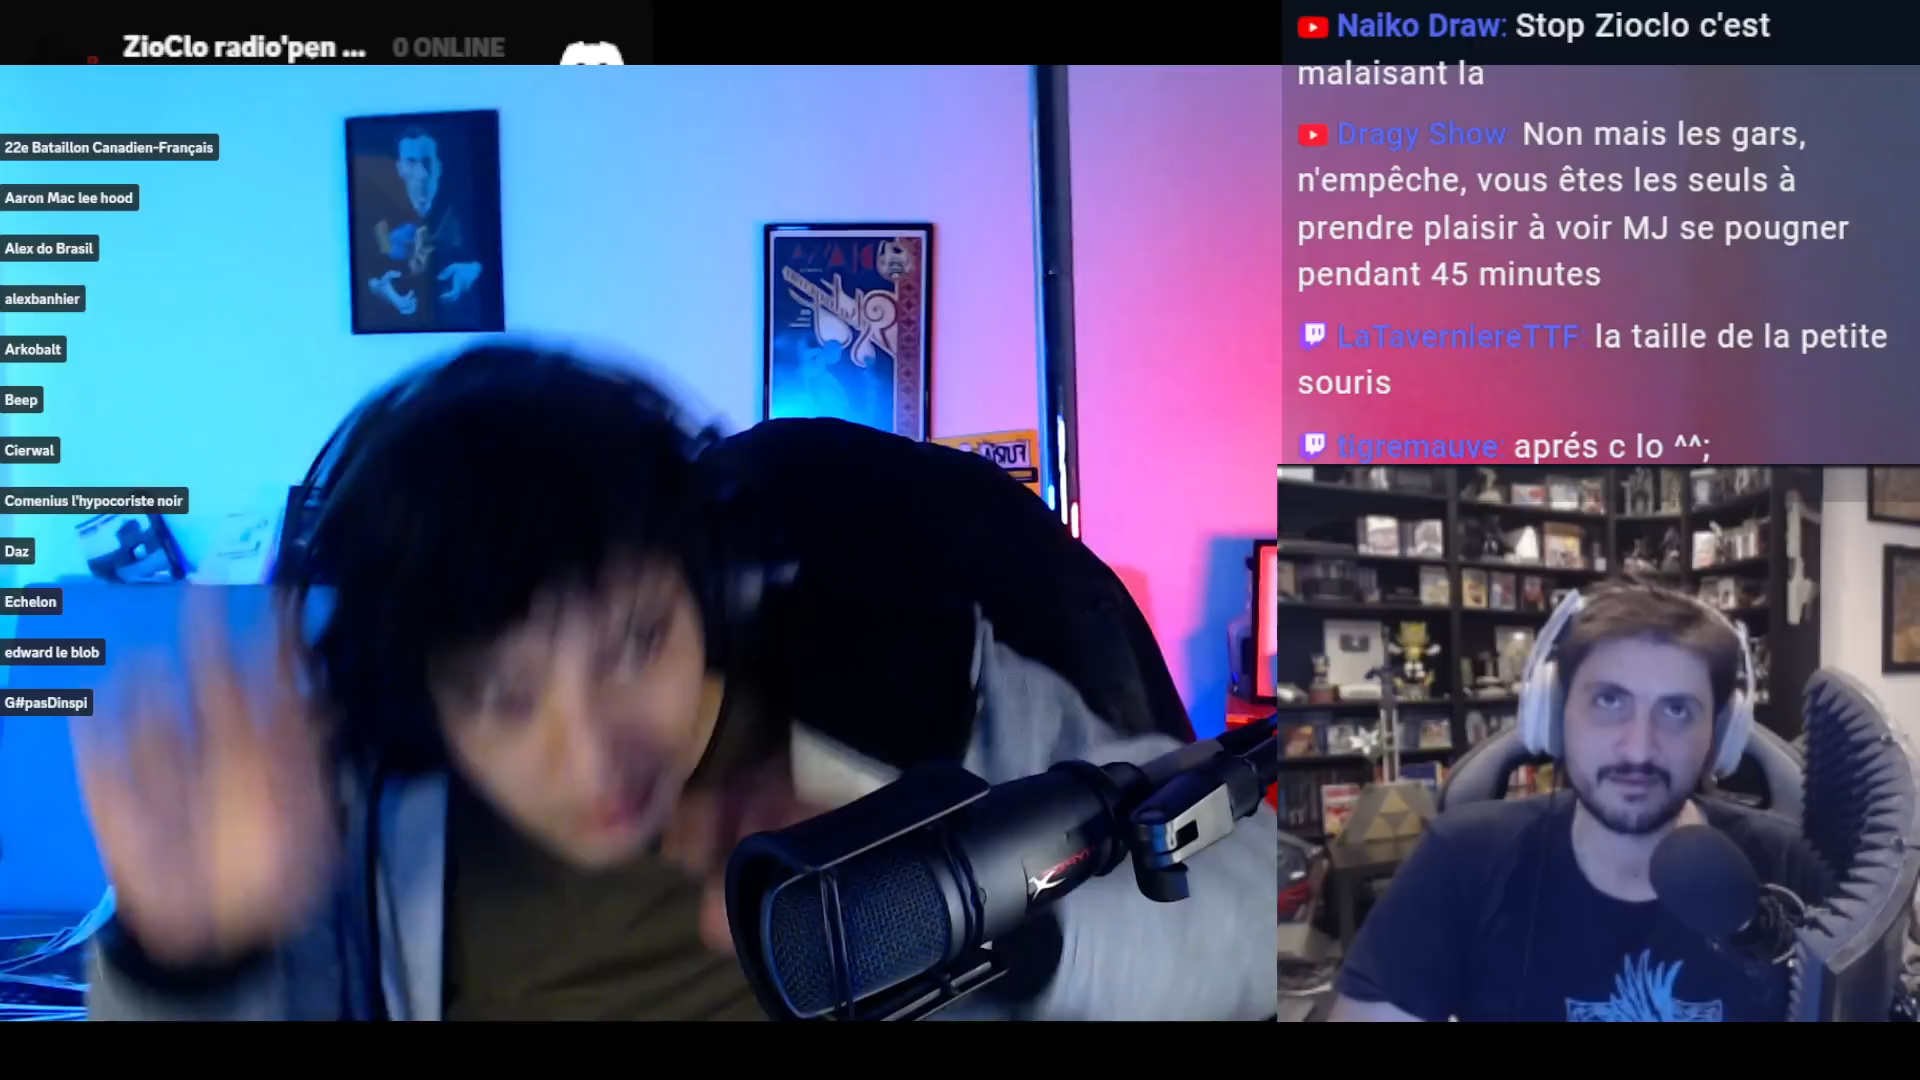 ZioClo radio'pen ... 0 ONLINE
22e Bataillon Canadien-Français
Aaron Mac lee hood
Alex do Brasil
alexbanhier
Arkobalt
Beep
Cierwal
Comenius l'hypocoriste noir
Daz
Echelon
edward le blob
G#pasDinspi
Naiko Draw: Stop Zioclo c'est
malaisant la
Dragy Show: Non mais les gars,
n'empêche, vous êtes les seuls à
prendre plaisir à voir MJ se pougner
pendant 45 minutes
LaTaverniereTTF: la taille de la petite
souris
tigremauve: aprés c lo ^^;